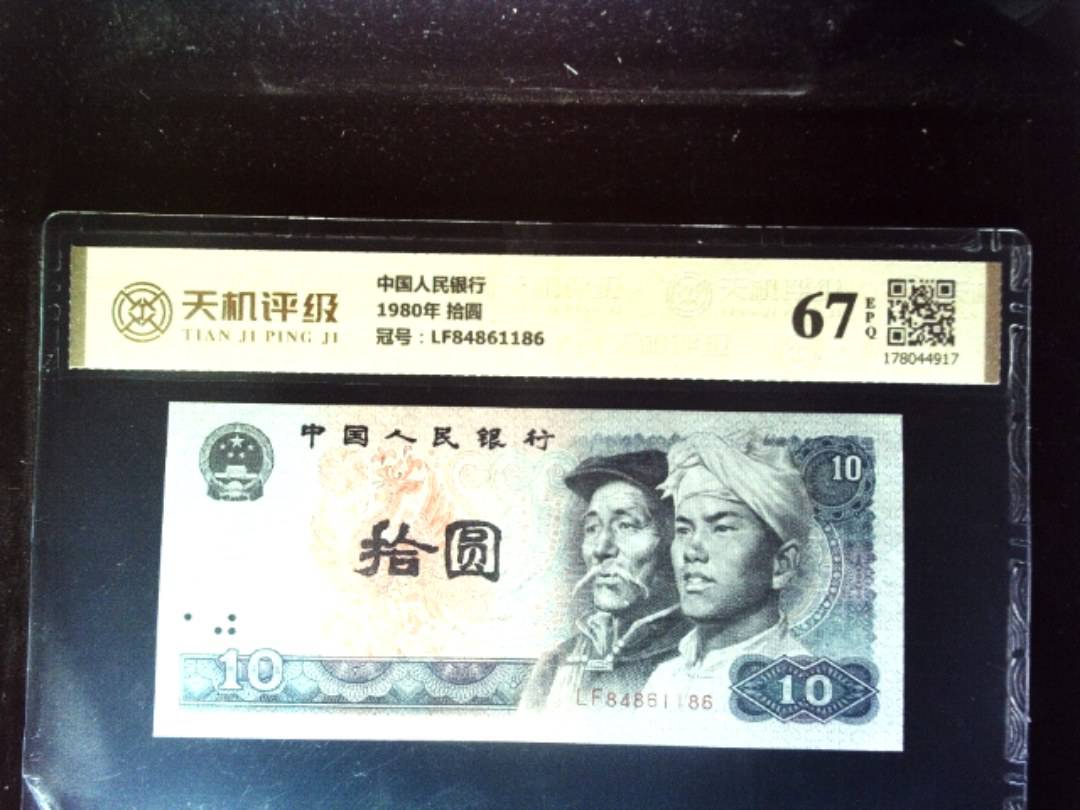 天机评级
TIAN JI PING JI
中国人民银行
1980年 拾圆
冠号：LF84861186
67
EPQ
178044917
中国人民银行
10
拾圆
10
LF84861186
10